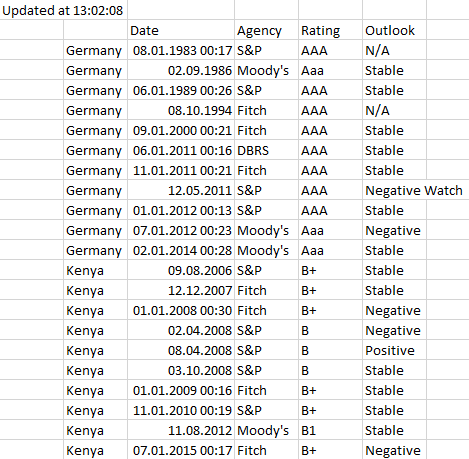 Updated at 13:02:08
Date Agency Rating Outlook
Germany 08.01.1983 00:17 S&P AAA N/A
Germany 02.09.1986 Moody's Aaa Stable
Germany 06.01.1989 00:26 S&P AAA Stable
Germany 08.10.1994 Fitch AAA N/A
Germany 09.01.2000 00:21 Fitch AAA Stable
Germany 06.01.2011 00:16 DBRS AAA Stable
Germany 11.01.2011 00:21 Fitch AAA Stable
Germany 12.05.2011 S&P AAA Negative Watch
Germany 01.01.2012 00:13 S&P AAA Stable
Germany 07.01.2012 00:23 Moody's Aaa Negative
Germany 02.01.2014 00:28 Moody's Aaa Stable
Kenya 09.08.2006 S&P B+ Stable
Kenya 12.12.2007 Fitch B+ Stable
Kenya 01.01.2008 00:30 Fitch B+ Negative
Kenya 02.04.2008 S&P B Negative
Kenya 08.04.2008 S&P B Positive
Kenya 03.10.2008 S&P B Stable
Kenya 01.01.2009 00:16 Fitch B+ Stable
Kenya 11.01.2010 00:19 S&P B+ Stable
Kenya 11.08.2012 Moody's B1 Stable
Kenya 07.01.2015 00:17 Fitch B+ Negative